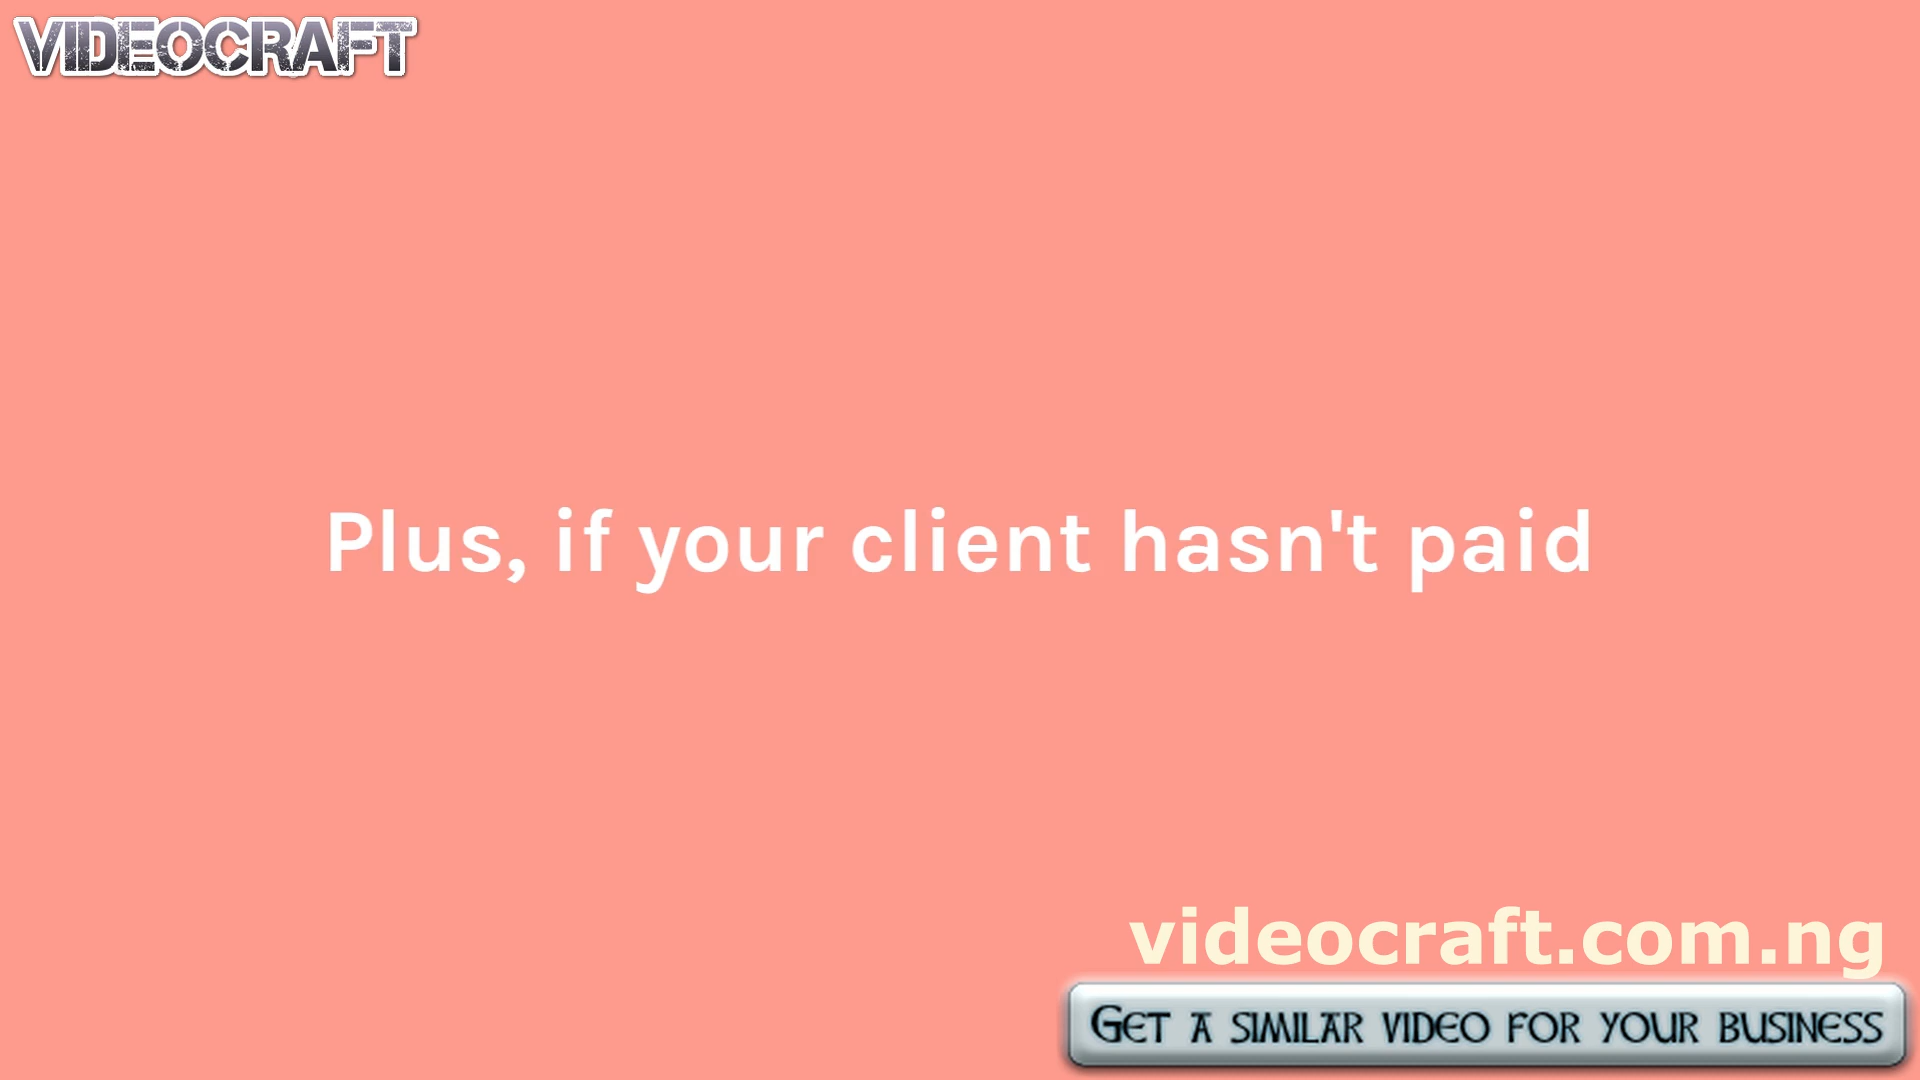 VIDEOCRAFT
Plus, if your client hasn't paid
videocraft.com.ng
GET A SIMILAR VIDEO FOR YOUR BUSINESS